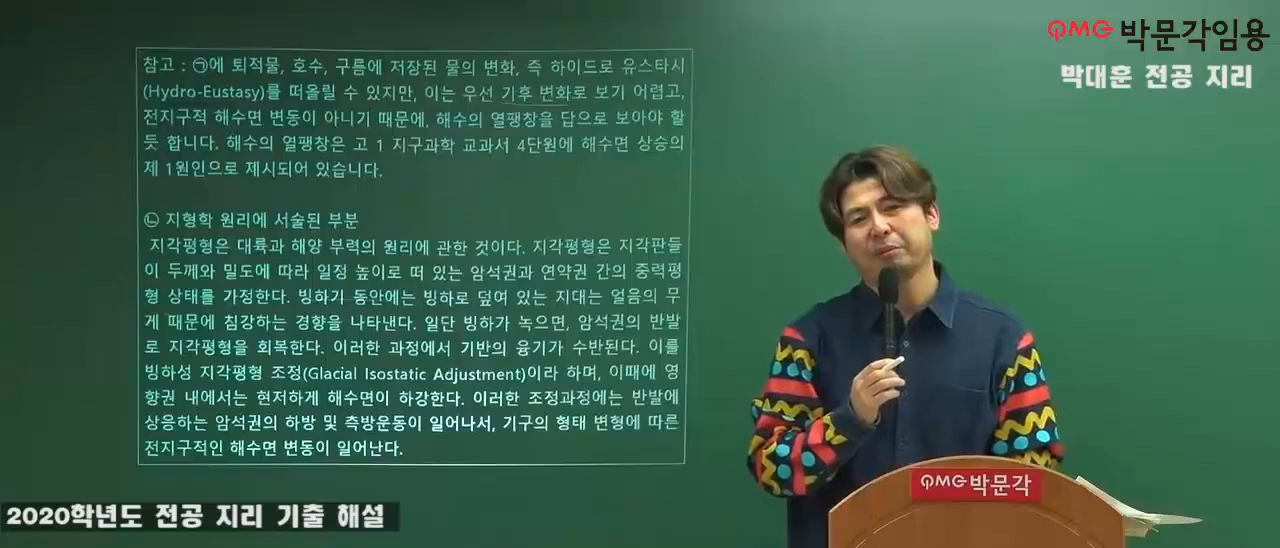 PMG 박문각임용
박대훈 전공 지리
참고 : ㉠에 퇴적물, 호수, 구름에 저장된 물의 변화, 즉 하이드로 유스타시
(Hydro-Eustasy)를 떠올릴 수 있지만, 이는 우선 기후 변화로 보기 어렵고,
전지구적 해수면 변동이 아니기 때문에, 해수의 열팽창을 답으로 보아야 할
듯 합니다. 해수의 열팽창은 고 1 지구과학 교과서 4단원에 해수면 상승의
제 1원인으로 제시되어 있습니다.
㉡ 지형학 원리에 서술된 부분
지각평형은 대륙과 해양 부력의 원리에 관한 것이다. 지각평형은 지각판들
이 두께와 밀도에 따라 일정 높이로 떠 있는 암석권과 연약권 간의 중력평
형 상태를 가정한다. 빙하기 동안에는 빙하로 덮여 있는 지대는 얼음의 무
게 때문에 침강하는 경향을 나타낸다. 일단 빙하가 녹으면, 암석권의 반발
로 지각평형을 회복한다. 이러한 과정에서 기반의 융기가 수반된다. 이를
빙하성 지각평형 조정(Glacial Isostatic Adjustment)이라 하며, 이때에 영
향권 내에서는 현저하게 해수면이 하강한다. 이러한 조정과정에는 반발에
상응하는 암석권의 하방 및 측방운동이 일어나서, 기구의 형태 변형에 따른
전지구적인 해수면 변동이 일어난다.
PMG 박문각
2020학년도 전공 지리 기출 해설